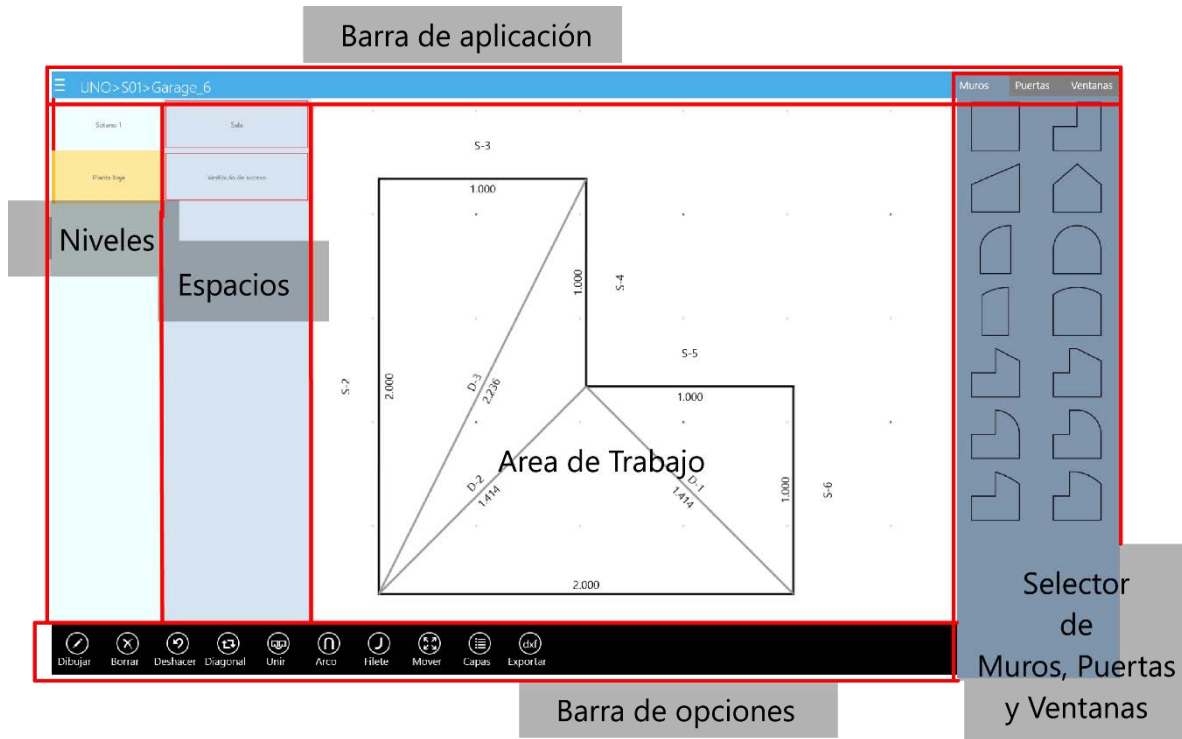 Barra de aplicación
UNO>S01>Garage_6
Muros Puertas Ventanas
Sótano 1
Sala
Planta baja
Vestíbulo de acceso
Niveles
Espacios
S-3
1.000
1.000
S-4
S-5
1.000
S-2
2.000
D-3
2.236
Area de Trabajo
D-2
1.414
D-1
1.414
1.000
S-6
2.000
Selector
de
Muros, Puertas
y Ventanas
Dibujar Borrar Deshacer Diagonal Unir Arco Filete Mover Capas dxf Exportar
Barra de opciones